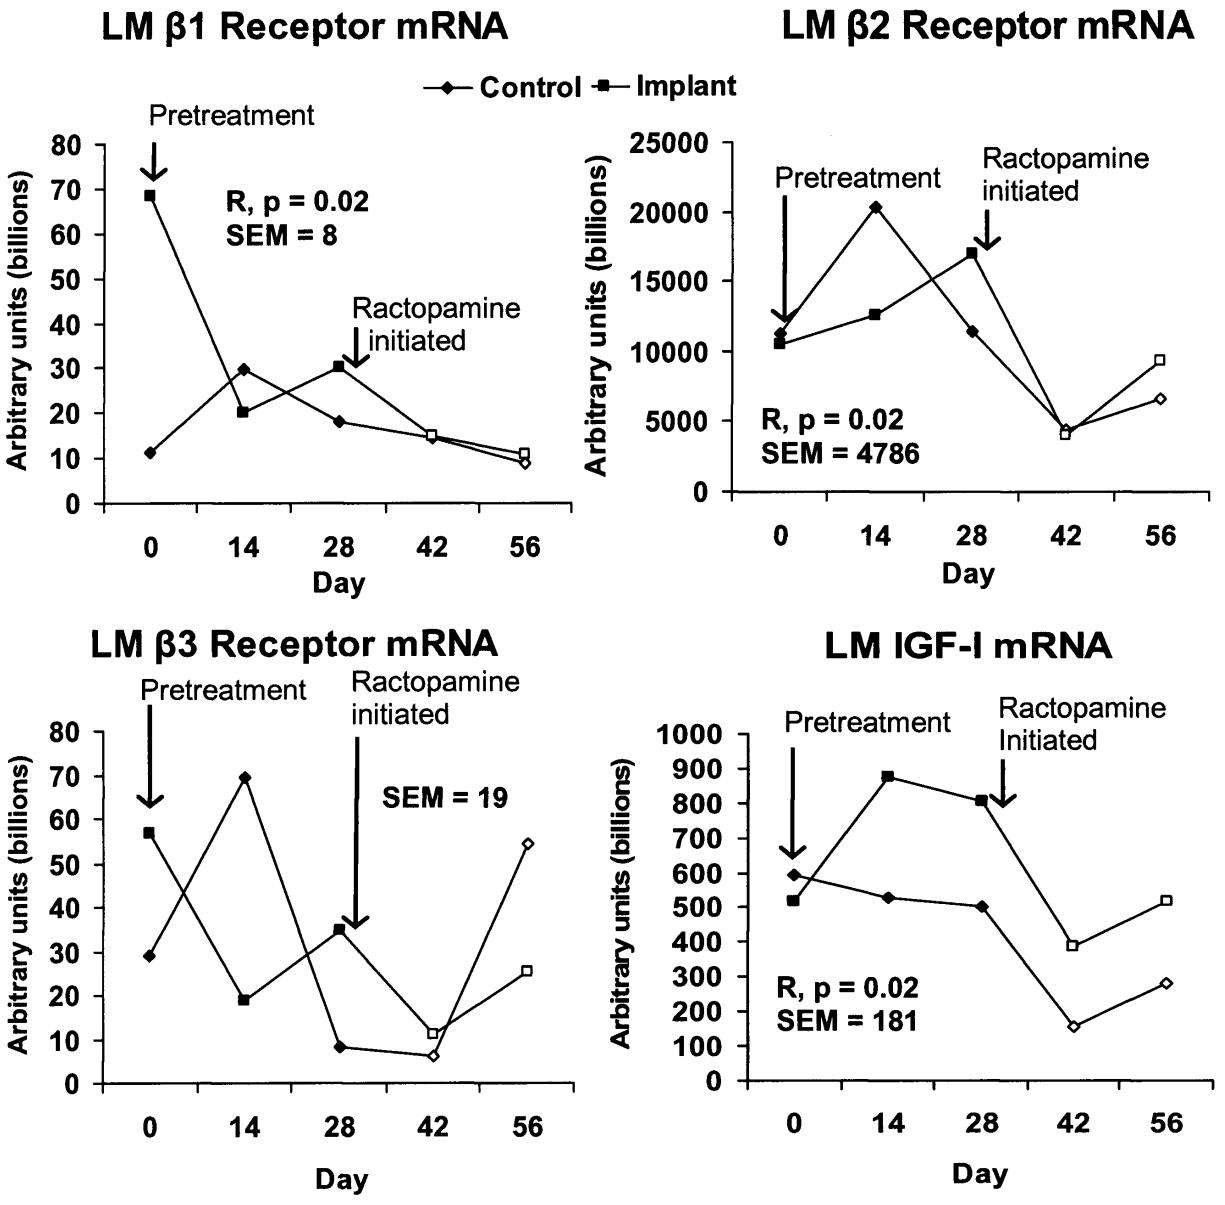 LM β1 Receptor mRNA
LM β2 Receptor mRNA
Control
Implant
Pretreatment
80
70
60
50
40
30
20
10
0
Arbitrary units (billions)
R, p = 0.02
SEM = 8
Ractopamine
initiated
0 14 28 42 56
Day
25000
20000
15000
10000
5000
0
Arbitrary units (billions)
Pretreatment
Ractopamine
initiated
R, p = 0.02
SEM = 4786
0 14 28 42 56
Day
LM β3 Receptor mRNA
Pretreatment
Ractopamine
initiated
80
70
60
50
40
30
20
10
0
Arbitrary units (billions)
SEM = 19
0 14 28 42 56
Day
LM IGF-I mRNA
Pretreatment
Ractopamine
Initiated
1000
900
800
700
600
500
400
300
200
100
0
Arbitrary units (billions)
R, p = 0.02
SEM = 181
0 14 28 42 56
Day